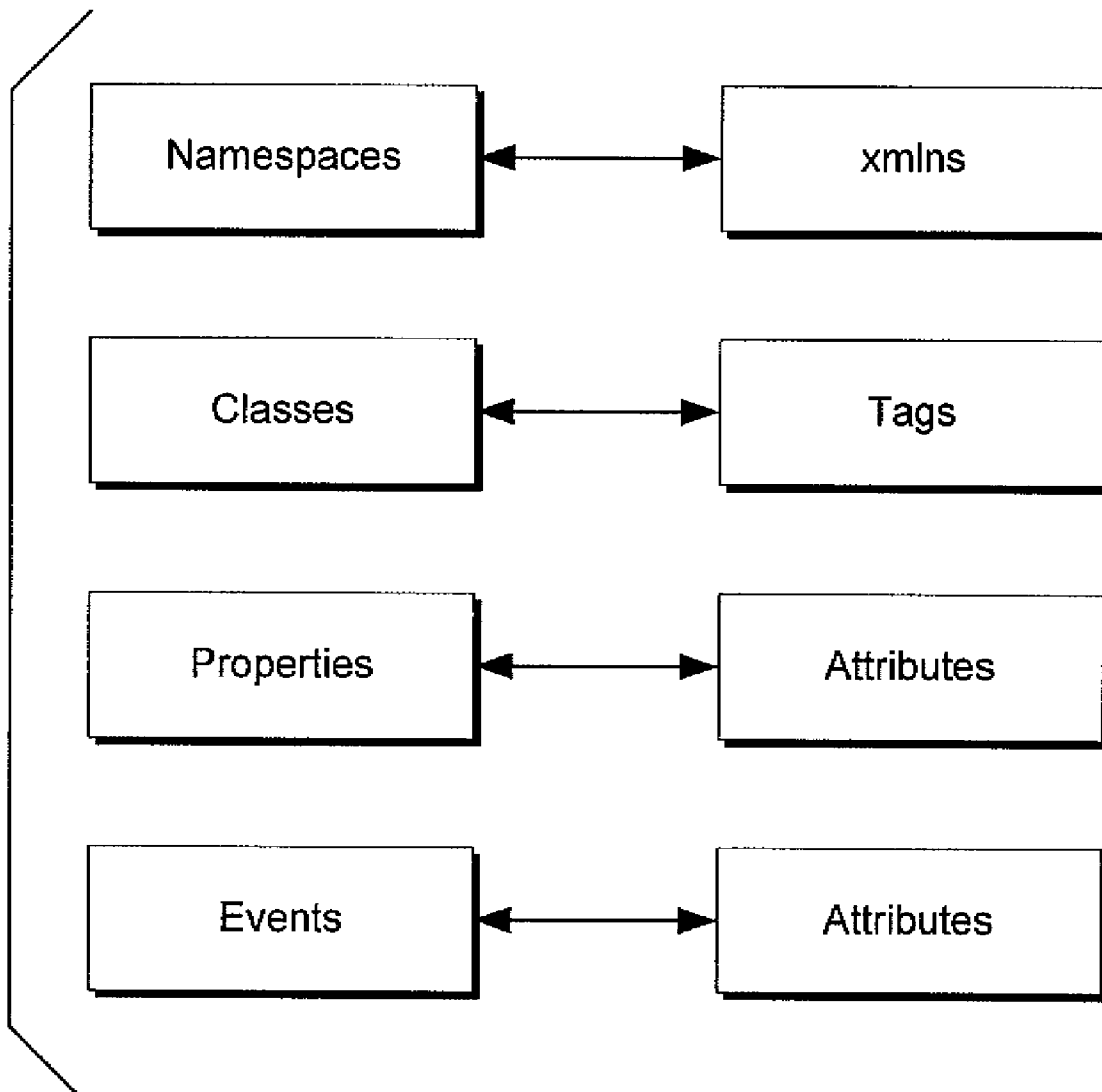 Namespaces
xmlns
Classes
Tags
Properties
Attributes
Events
Attributes